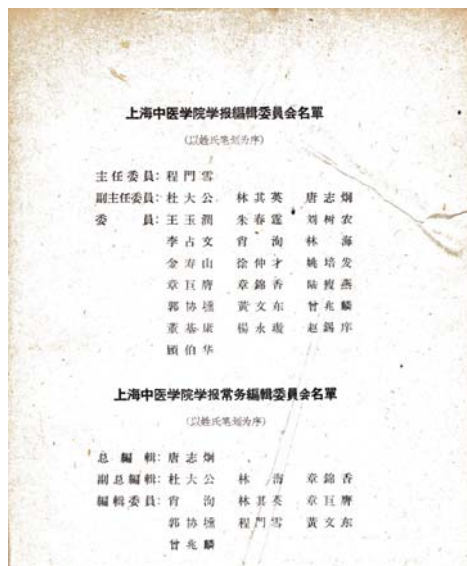 上海中医学院学报編輯委員会名單
(以姓氏笔划为序)
主任委員：程門雪
副主任委員：杜大公 林其英 唐志炯
委員：王玉潤 朱春霆 刘树农
李占文 肖洵 林海
金寿山 徐仲才 姚培发
章巨膺 章錦香 陆瘦燕
郭协壎 黃文东 曾兆麟
董基康 楊永璇 赵錫庠
顾伯华
上海中医学院学报常务編輯委員会名單
(以姓氏笔划为序)
总編輯：唐志炯
副总編輯：杜大公 林海 章錦香
編輯委員：肖洵 林其英 章巨膺
郭协壎 程門雪 黃文东
曾兆麟